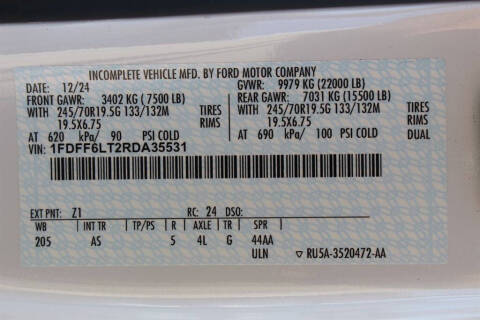 INCOMPLETE VEHICLE MFD. BY FORD MOTOR COMPANY
DATE: 12/24 GVWR: 9979 KG (22000 LB)
FRONT GAWR: 3402 KG ( 7500 LB) REAR GAWR: 7031 KG (15500 LB)
WITH WITH
245/70R19.5G 133/132M TIRES 245/70R19.5G 133/132M TIRES
19.5X6.75 RIMS 19.5X6.75 RIMS
AT 620 kPa/ 90 PSI COLD AT 690 kPa/ 100 PSI COLD DUAL
VIN: 1FDFF6LT2RDA35531
EXT PNT: Z1 RC: 24 DSO:
WB INT TR TP/PS R AXLE TR SPR
205 AS 5 4L G 44AA
ULN ▽ RU5A-3520472-AA